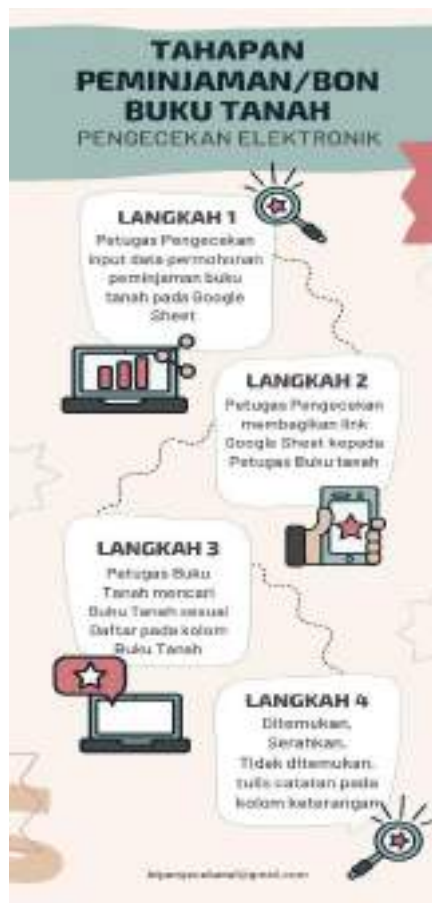 TAHAPAN
PEMINJAMAN/BON
BUKU TANAH
PENGECEKAN ELEKTRONIK
LANGKAH 1
Petugas Pengecekan
input data permohonan
peminjaman buku
tanah pada Google
Sheet
LANGKAH 2
Petugas Pengecekan
membagikan link
Google Sheet kepada
Petugas Buku tanah
LANGKAH 3
Petugas Buku
Tanah mencari
Buku Tanah sesuai
Daftar pada kolom
Buku Tanah
LANGKAH 4
Ditemukan,
Serahkan.
Tidak ditemukan,
tulis catatan pada
kolom keterangan